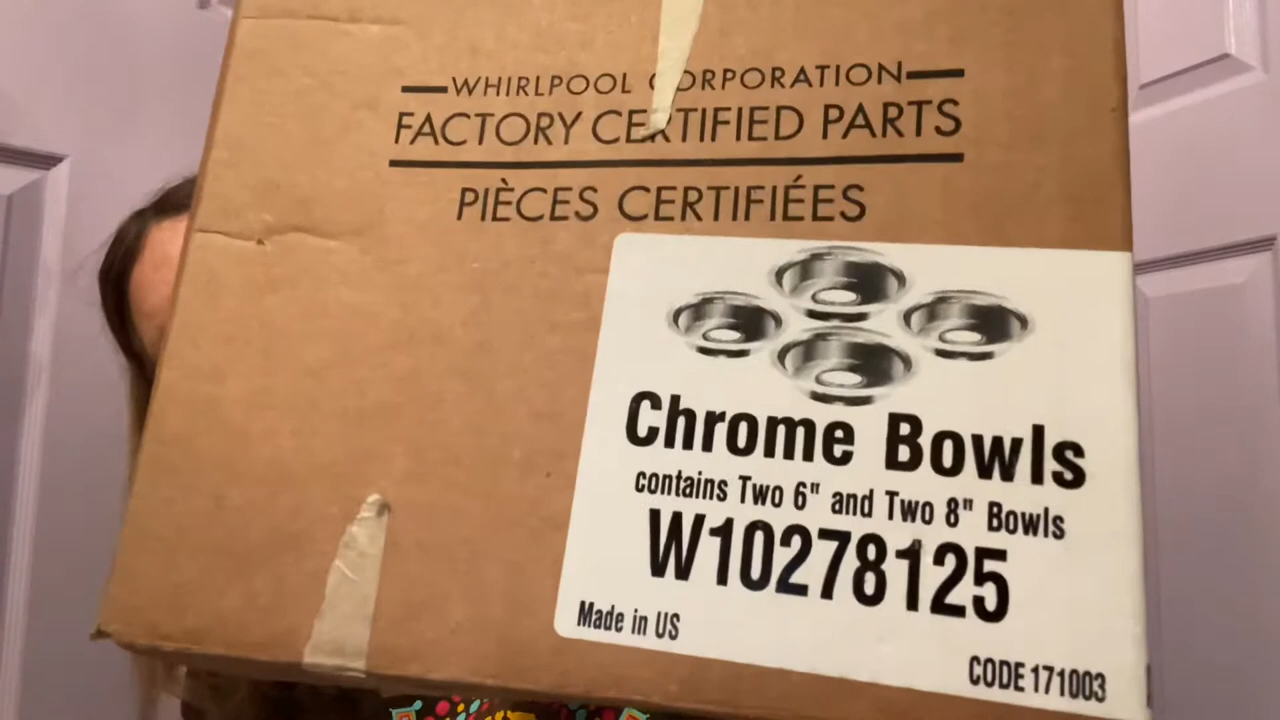 WHIRLPOOL CORPORATION
FACTORY CERTIFIED PARTS
PIÈCES CERTIFIÉES
Chrome Bowls
contains Two 6" and Two 8" Bowls
W10278125
Made in US
CODE 171003